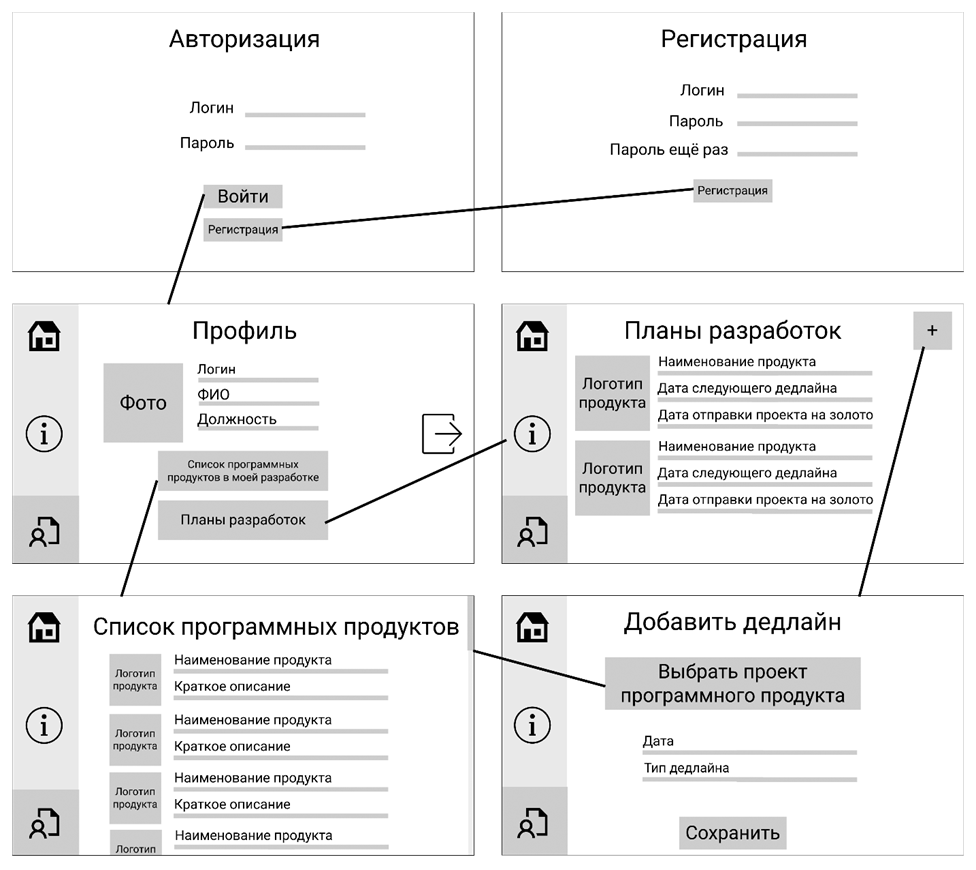 Авторизация
Логин
Пароль
Войти
Регистрация
Регистрация
Логин
Пароль
Пароль ещё раз
Регистрация
Профиль
Фото
Логин
ФИО
Должность
Список программных
продуктов в моей разработке
Планы разработок
Планы разработок
+
Логотип
продукта
Наименование продукта
Дата следующего дедлайна
Дата отправки проекта на золото
Логотип
продукта
Наименование продукта
Дата следующего дедлайна
Дата отправки проекта на золото
Список программных продуктов
Логотип
продукта
Наименование продукта
Краткое описание
Логотип
продукта
Наименование продукта
Краткое описание
Логотип
продукта
Наименование продукта
Краткое описание
Логотип
Наименование продукта
Добавить дедлайн
Выбрать проект
программного продукта
Дата
Тип дедлайна
Сохранить